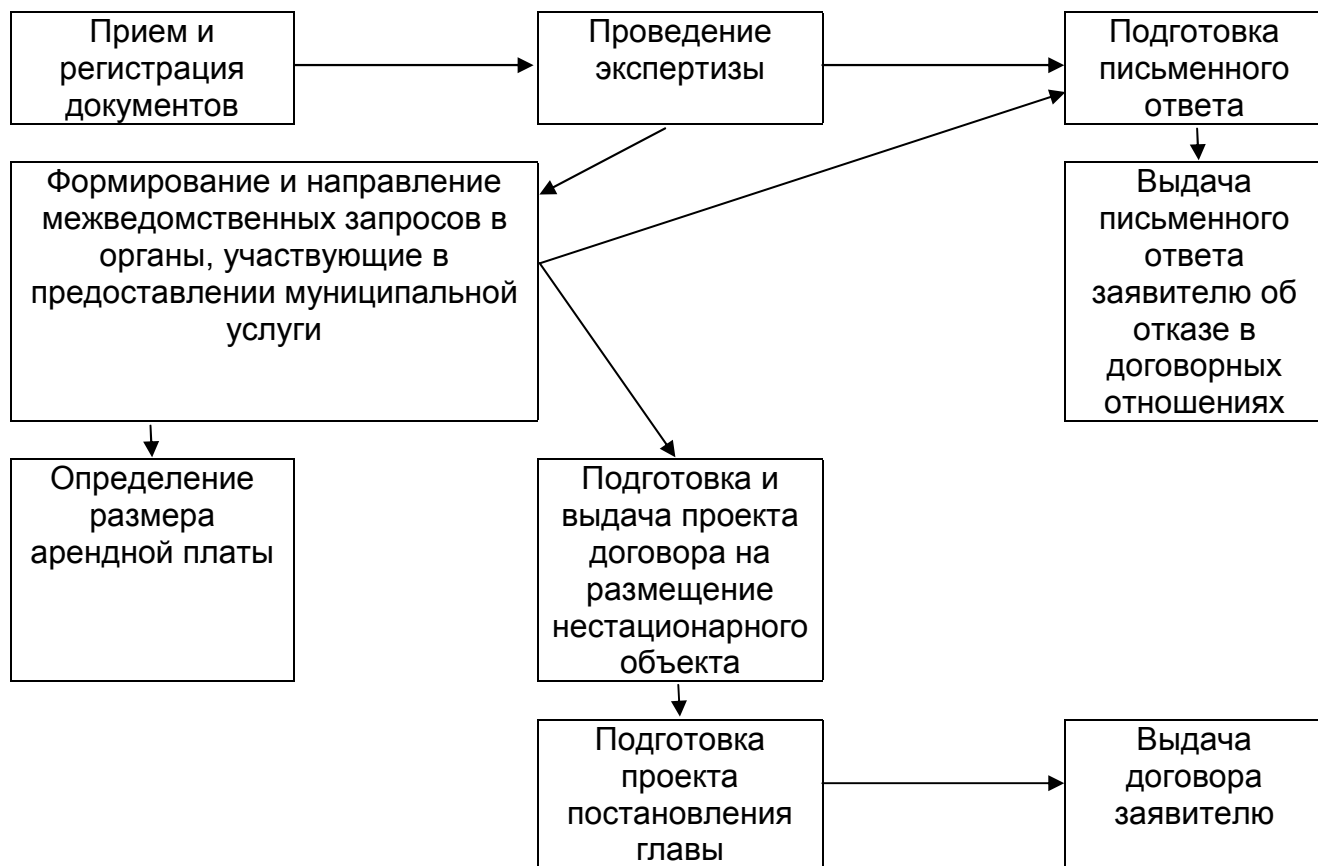 Прием и
регистрация
документов
Проведение
экспертизы
Подготовка
письменного
ответа
Формирование и направление
межведомственных запросов в
органы, участвующие в
предоставлении муниципальной
услуги
Выдача
письменного
ответа
заявителю об
отказе в
договорных
отношениях
Определение
размера
арендной платы
Подготовка и
выдача проекта
договора на
размещение
нестационарного
объекта
Подготовка
проекта
постановления
главы
Выдача
договора
заявителю